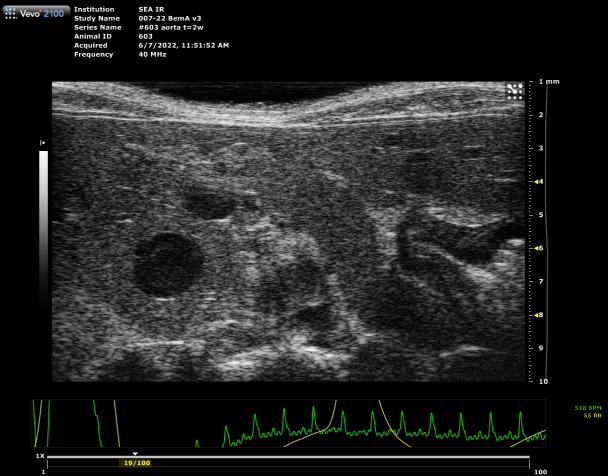 Vevo 2100
Institution SEA IR
Study Name 007-22 BemA v3
Series Name #603 aorta t=2w
Animal ID 603
Acquired 6/7/2022, 11:51:52 AM
Frequency 40 MHz
1 mm
2
3
4
5
6
7
8
9
10
538 BPM
55 RR
1X
19/100
1
100